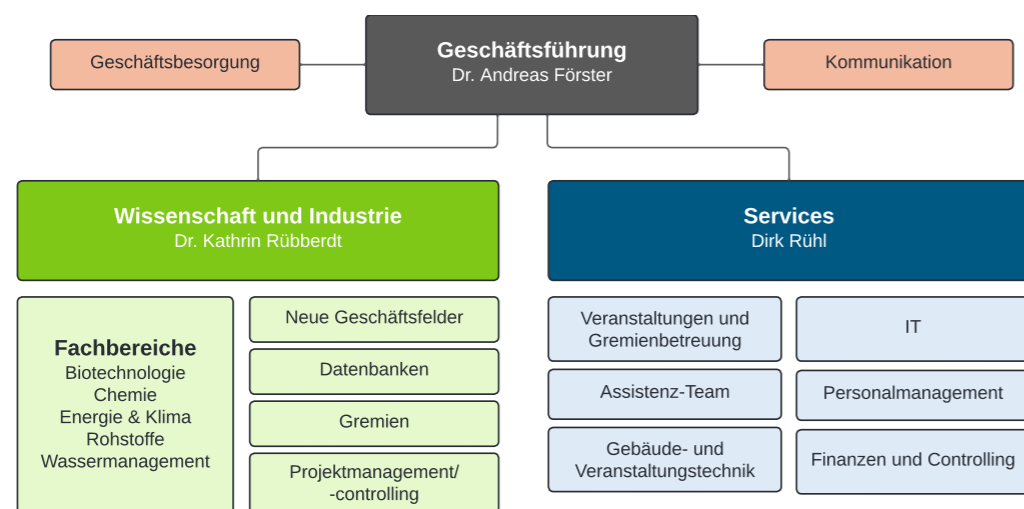 Geschäftsführung
Dr. Andreas Förster
Geschäftsbesorgung
Kommunikation
Wissenschaft und Industrie
Dr. Kathrin Rübberdt
Services
Dirk Rühl
Fachbereiche
Biotechnologie
Chemie
Energie & Klima
Rohstoffe
Wassermanagement
Neue Geschäftsfelder
Datenbanken
Gremien
Projektmanagement/
-controlling
Veranstaltungen und
Gremienbetreuung
Assistenz-Team
Gebäude- und
Veranstaltungstechnik
IT
Personalmanagement
Finanzen und Controlling